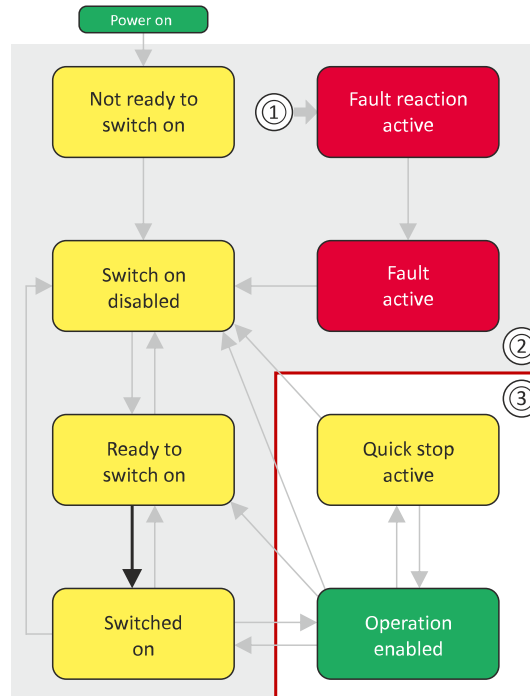 Power on
Not ready to
switch on
①
Fault reaction
active
Switch on
disabled
Fault
active
②
③
Ready to
switch on
Quick stop
active
Switched
on
Operation
enabled